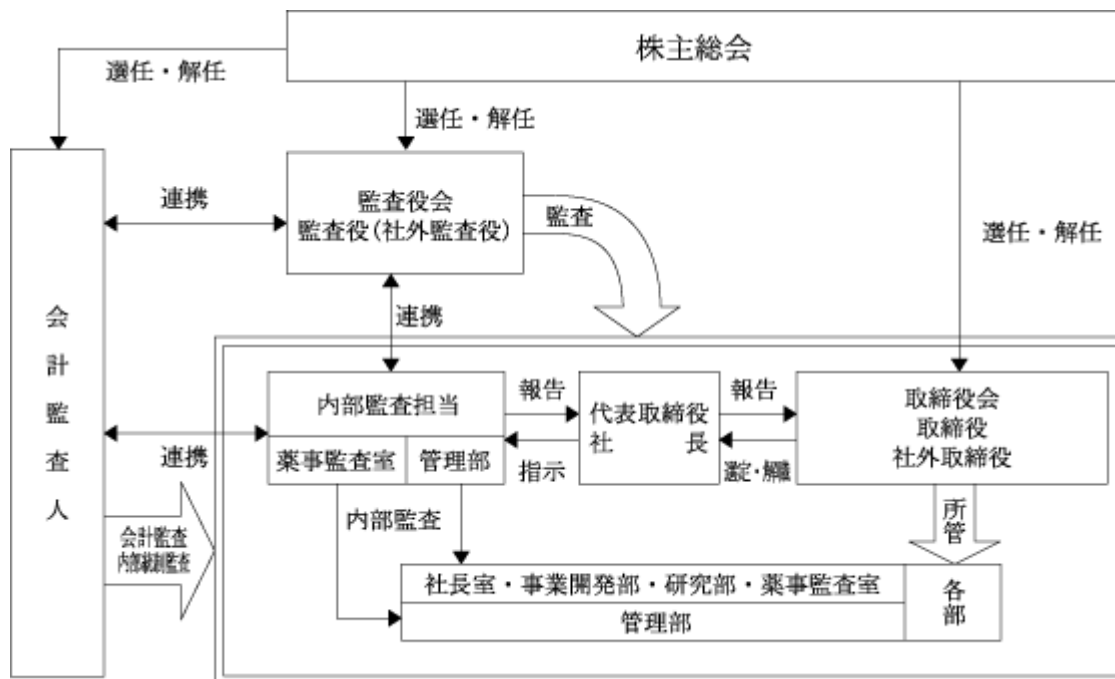 株主総会
選任・解任
選任・解任
連携
監査役会
監査役(社外監査役)
監査
選任・解任
会計監査人
連携
内部監査担当
薬事監査室
管理部
報告
指示
代表取締役
社長
報告
選定・解職
取締役会
取締役
社外取締役
連携
会計監査
内部統制監査
内部監査
所管
社長室・事業開発部・研究部・薬事監査室
管理部
各部